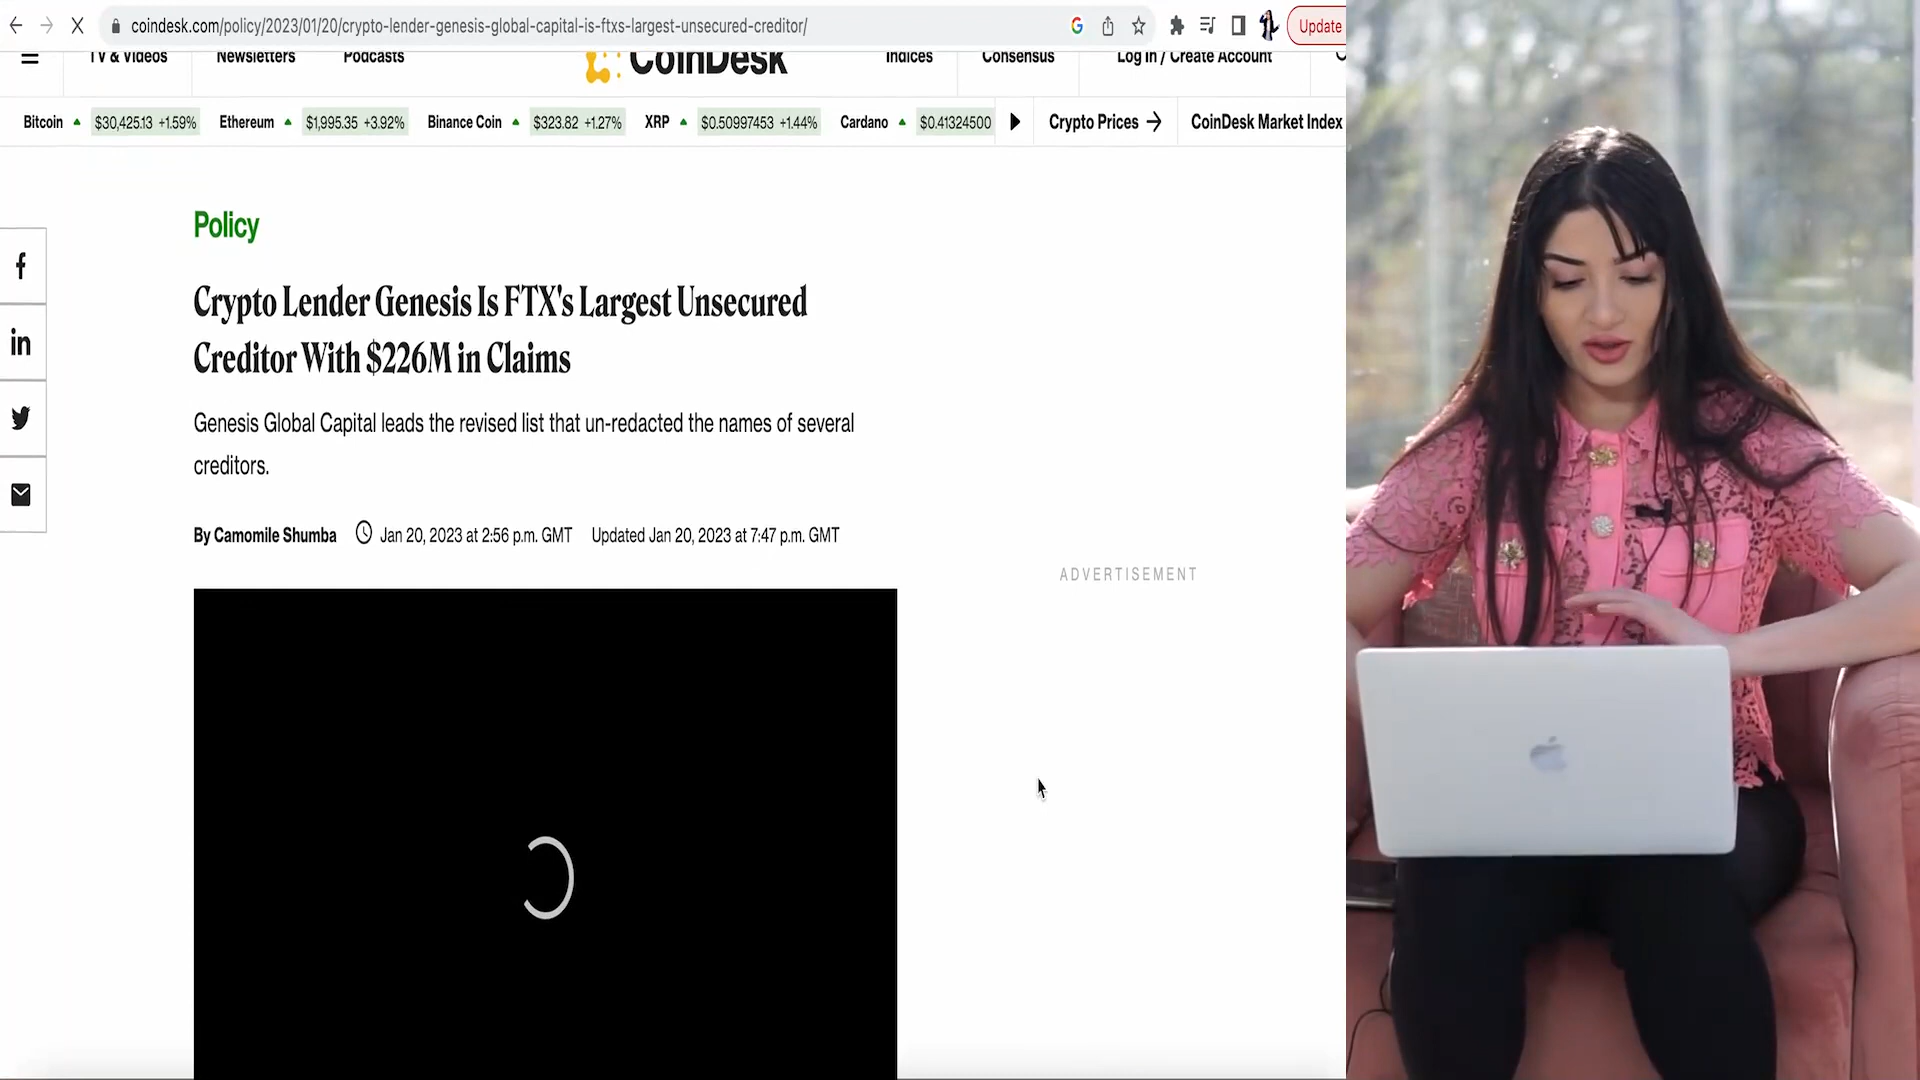 coindesk.com/policy/2023/01/20/crypto-lender-genesis-global-capital-is-ftxs-largest-unsecured-creditor/
Update
TV & Videos Newsletters Podcasts CoinDesk Indices Consensus Log In / Create Account
Bitcoin $30,425.13 +1.59% Ethereum $1,995.35 +3.92% Binance Coin $323.82 +1.27% XRP $0.50997453 +1.44% Cardano $0.41324500 Crypto Prices → CoinDesk Market Index
Policy
Crypto Lender Genesis Is FTX's Largest Unsecured
Creditor With $226M in Claims
Genesis Global Capital leads the revised list that un-redacted the names of several
creditors.
By Camomile Shumba Jan 20, 2023 at 2:56 p.m. GMT Updated Jan 20, 2023 at 7:47 p.m. GMT
ADVERTISEMENT